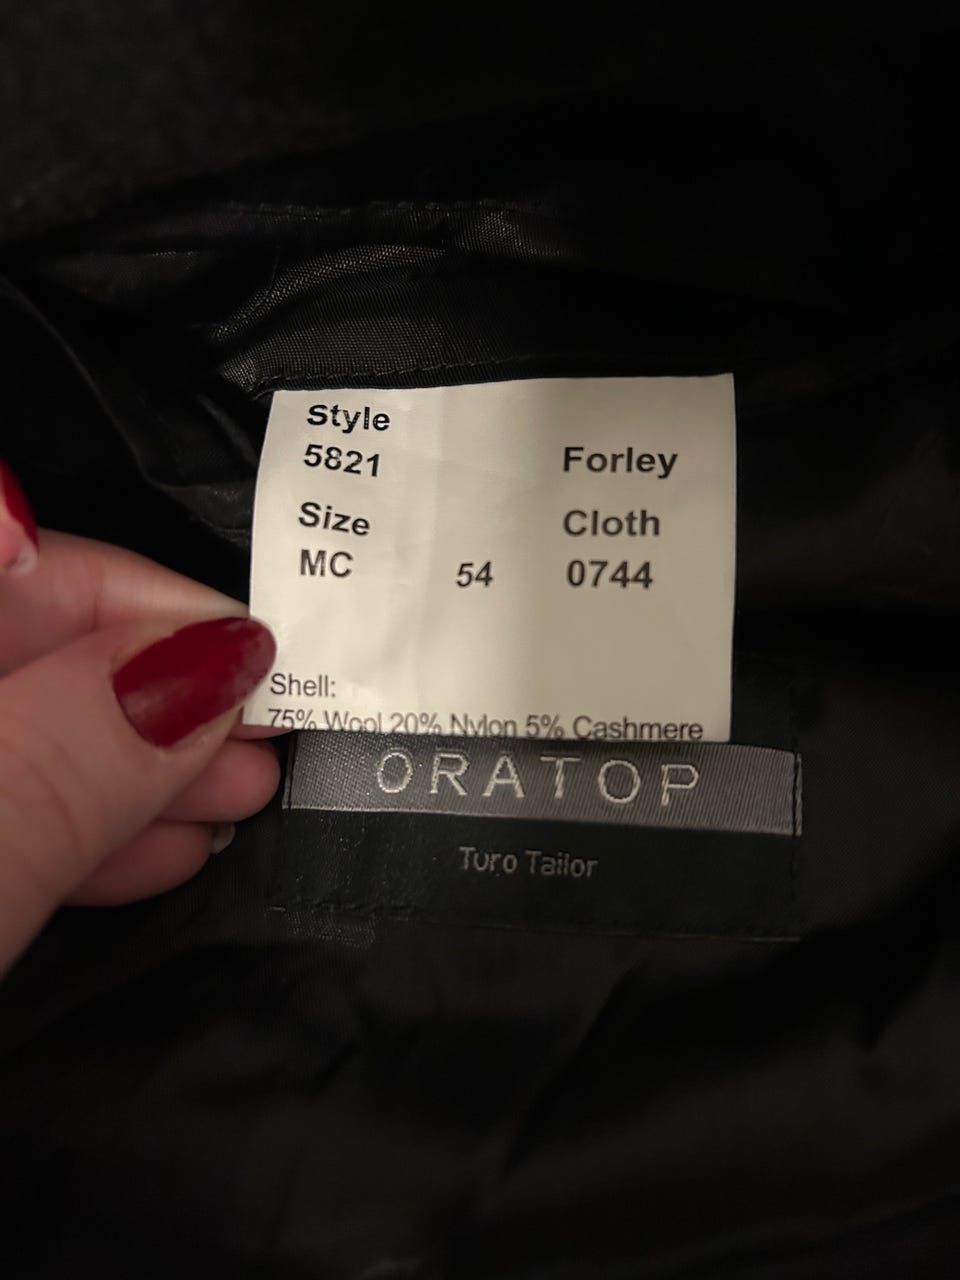 Style
5821 Forley
Size Cloth
MC 54 0744
Shell:
75% Wool 20% Nylon 5% Cashmere
ORATOP
Turo Tailor